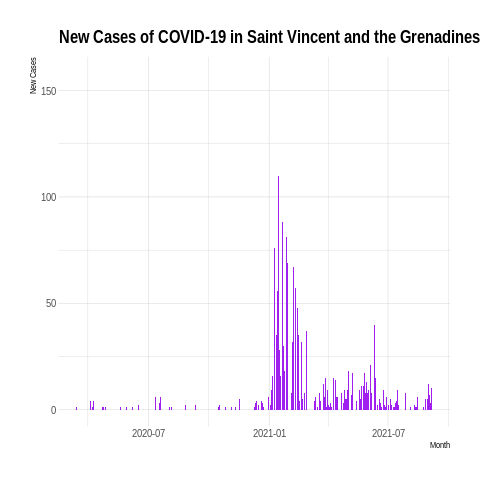 New Cases of COVID-19 in Saint Vincent and the Grenadines
New Cases
150
100
50
0
2020-07
2021-01
2021-07
Month